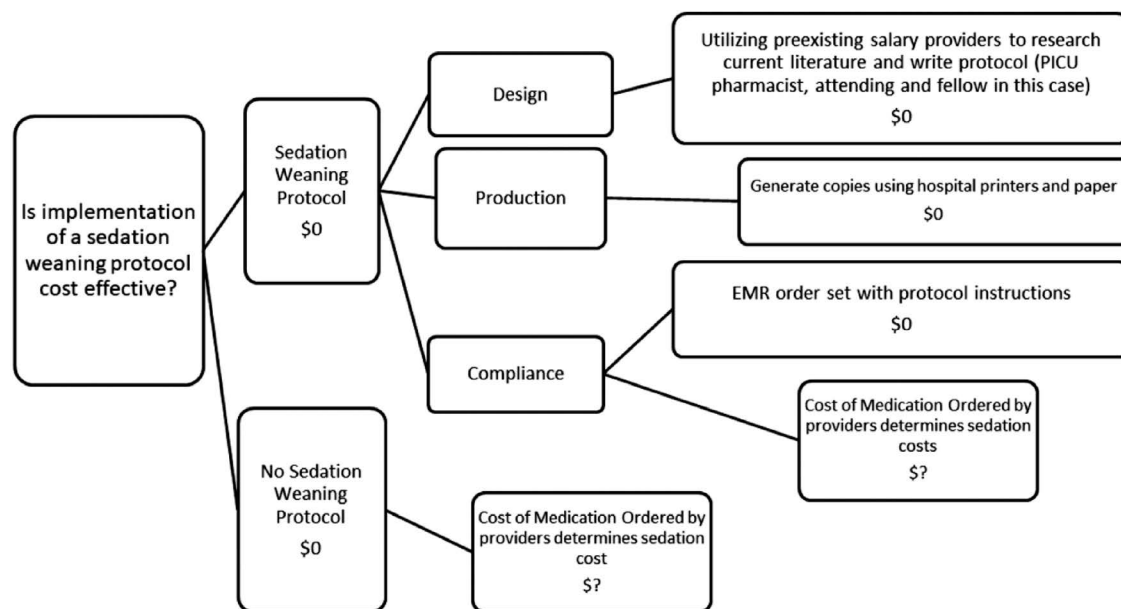 Is implementation
of a sedation
weaning protocol
cost effective?
Sedation
Weaning
Protocol
$0
Design
Utilizing preexisting salary providers to research
current literature and write protocol (PICU
pharmacist, attending and fellow in this case)
$0
Production
Generate copies using hospital printers and paper
$0
Compliance
EMR order set with protocol instructions
$0
Cost of Medication Ordered by
providers determines sedation
costs
$?
No Sedation
Weaning
Protocol
$0
Cost of Medication Ordered by
providers determines sedation
cost
$?